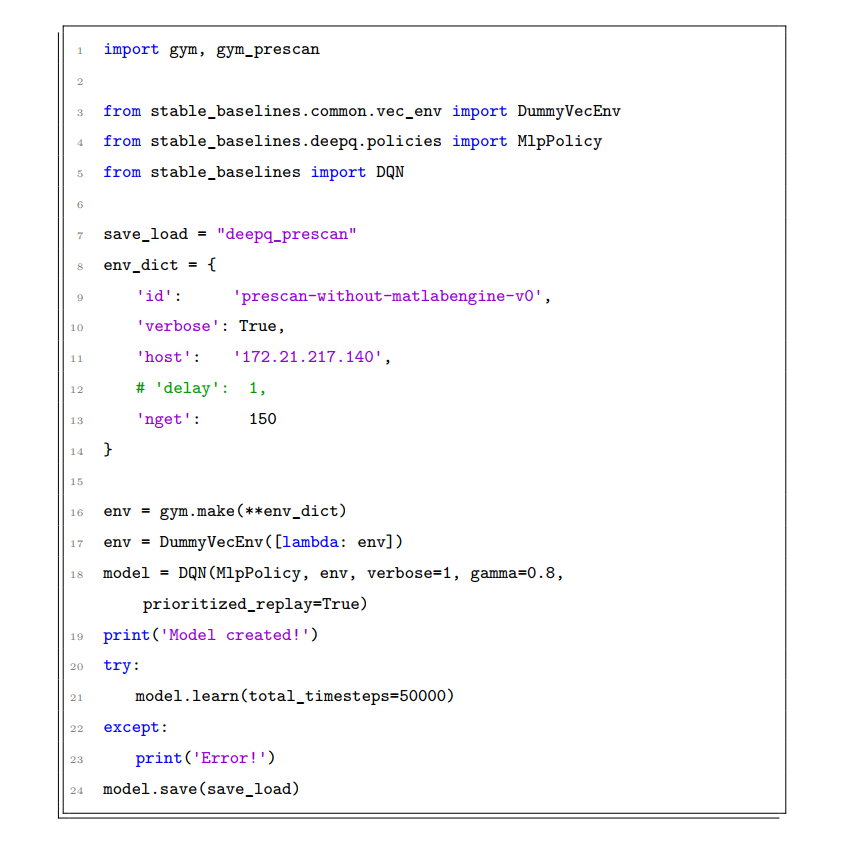 1 import gym, gym_prescan
2
3 from stable_baselines.common.vec_env import DummyVecEnv
4 from stable_baselines.deepq.policies import MlpPolicy
5 from stable_baselines import DQN
6
7 save_load = "deepq_prescan"
8 env_dict = {
9 'id': 'prescan-without-matlabengine-v0',
10 'verbose': True,
11 'host': '172.21.217.140',
12 # 'delay': 1,
13 'nget': 150
14 }
15
16 env = gym.make(**env_dict)
17 env = DummyVecEnv([lambda: env])
18 model = DQN(MlpPolicy, env, verbose=1, gamma=0.8,
prioritized_replay=True)
19 print('Model created!')
20 try:
21 model.learn(total_timesteps=50000)
22 except:
23 print('Error!')
24 model.save(save_load)